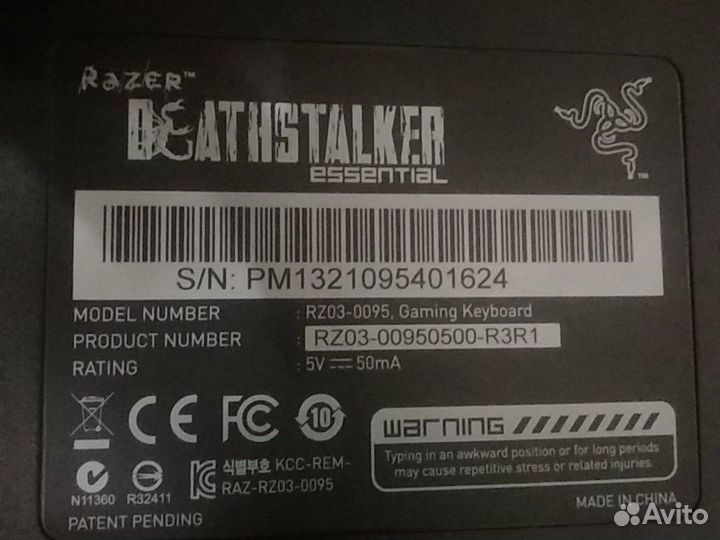 RAZER™
DEATHSTALKER
essential
™
S/N: PM1321095401624
MODEL NUMBER : RZ03-0095, Gaming Keyboard
PRODUCT NUMBER : RZ03-00950500-R3R1
RATING : 5V ⎓ 50mA
CE FC 10
warning
Typing in an awkward position or for long periods
may cause repetitive stress or related injuries.
N11360 R32411
식별부호 KCC-REM-
RAZ-RZ03-0095
PATENT PENDING
MADE IN CHINA
Avito